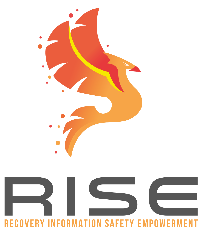 RISE
RECOVERY INFORMATION SAFETY EMPOWERMENT